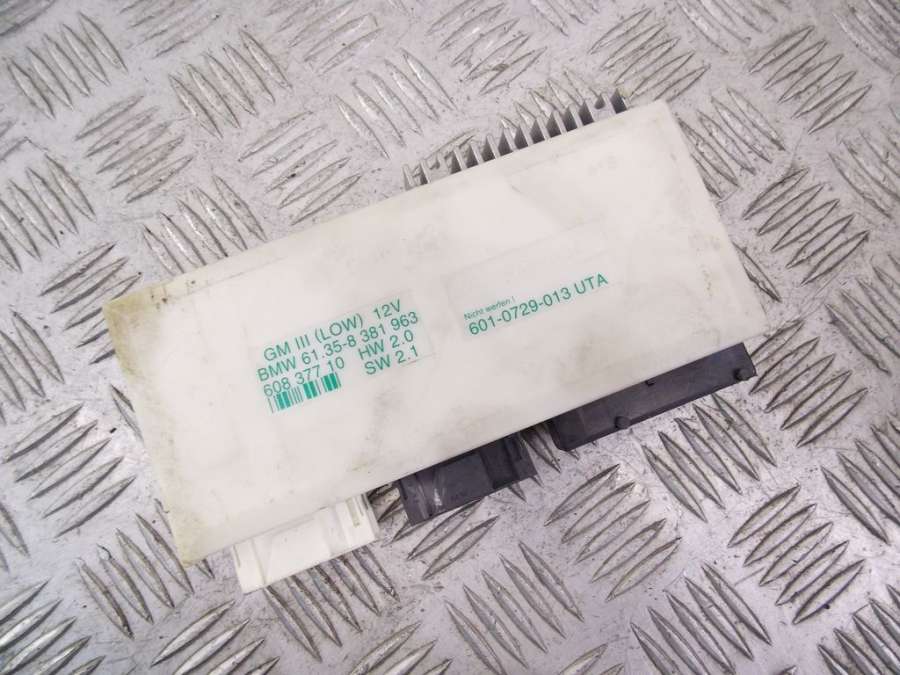 GM III (LOW) 12V
BMW 61.35-8 381 963
608 377 10 HW 2.0
SW 2.1
Nicht werfen !
601-0729-013 UTA